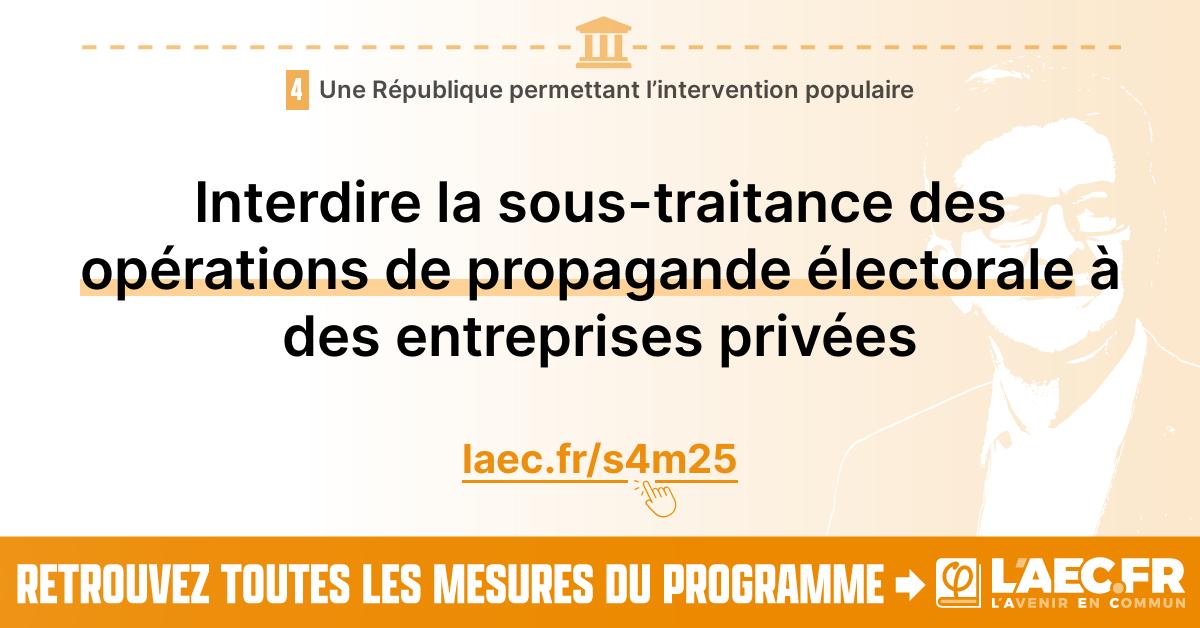 4 Une République permettant l’intervention populaire
Interdire la sous-traitance des
opérations de propagande électorale à
des entreprises privées
laec.fr/s4m25
RETROUVEZ TOUTES LES MESURES DU PROGRAMME
L'AEC.FR
L'AVENIR EN COMMUN